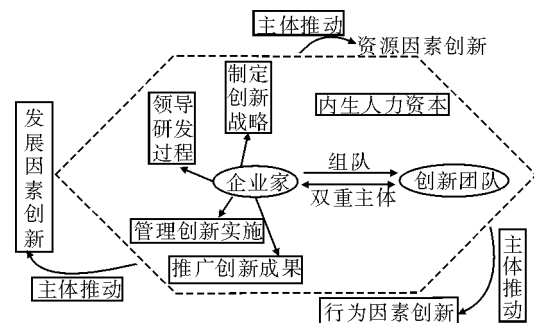 主体推动
资源因素创新
制定
创新
战略
内生人力资本
领导
研发
过程
发展因素创新
组队
企业家
创新团队
双重主体
管理创新实施
推广创新成果
主体推动
主体推动
行为因素创新